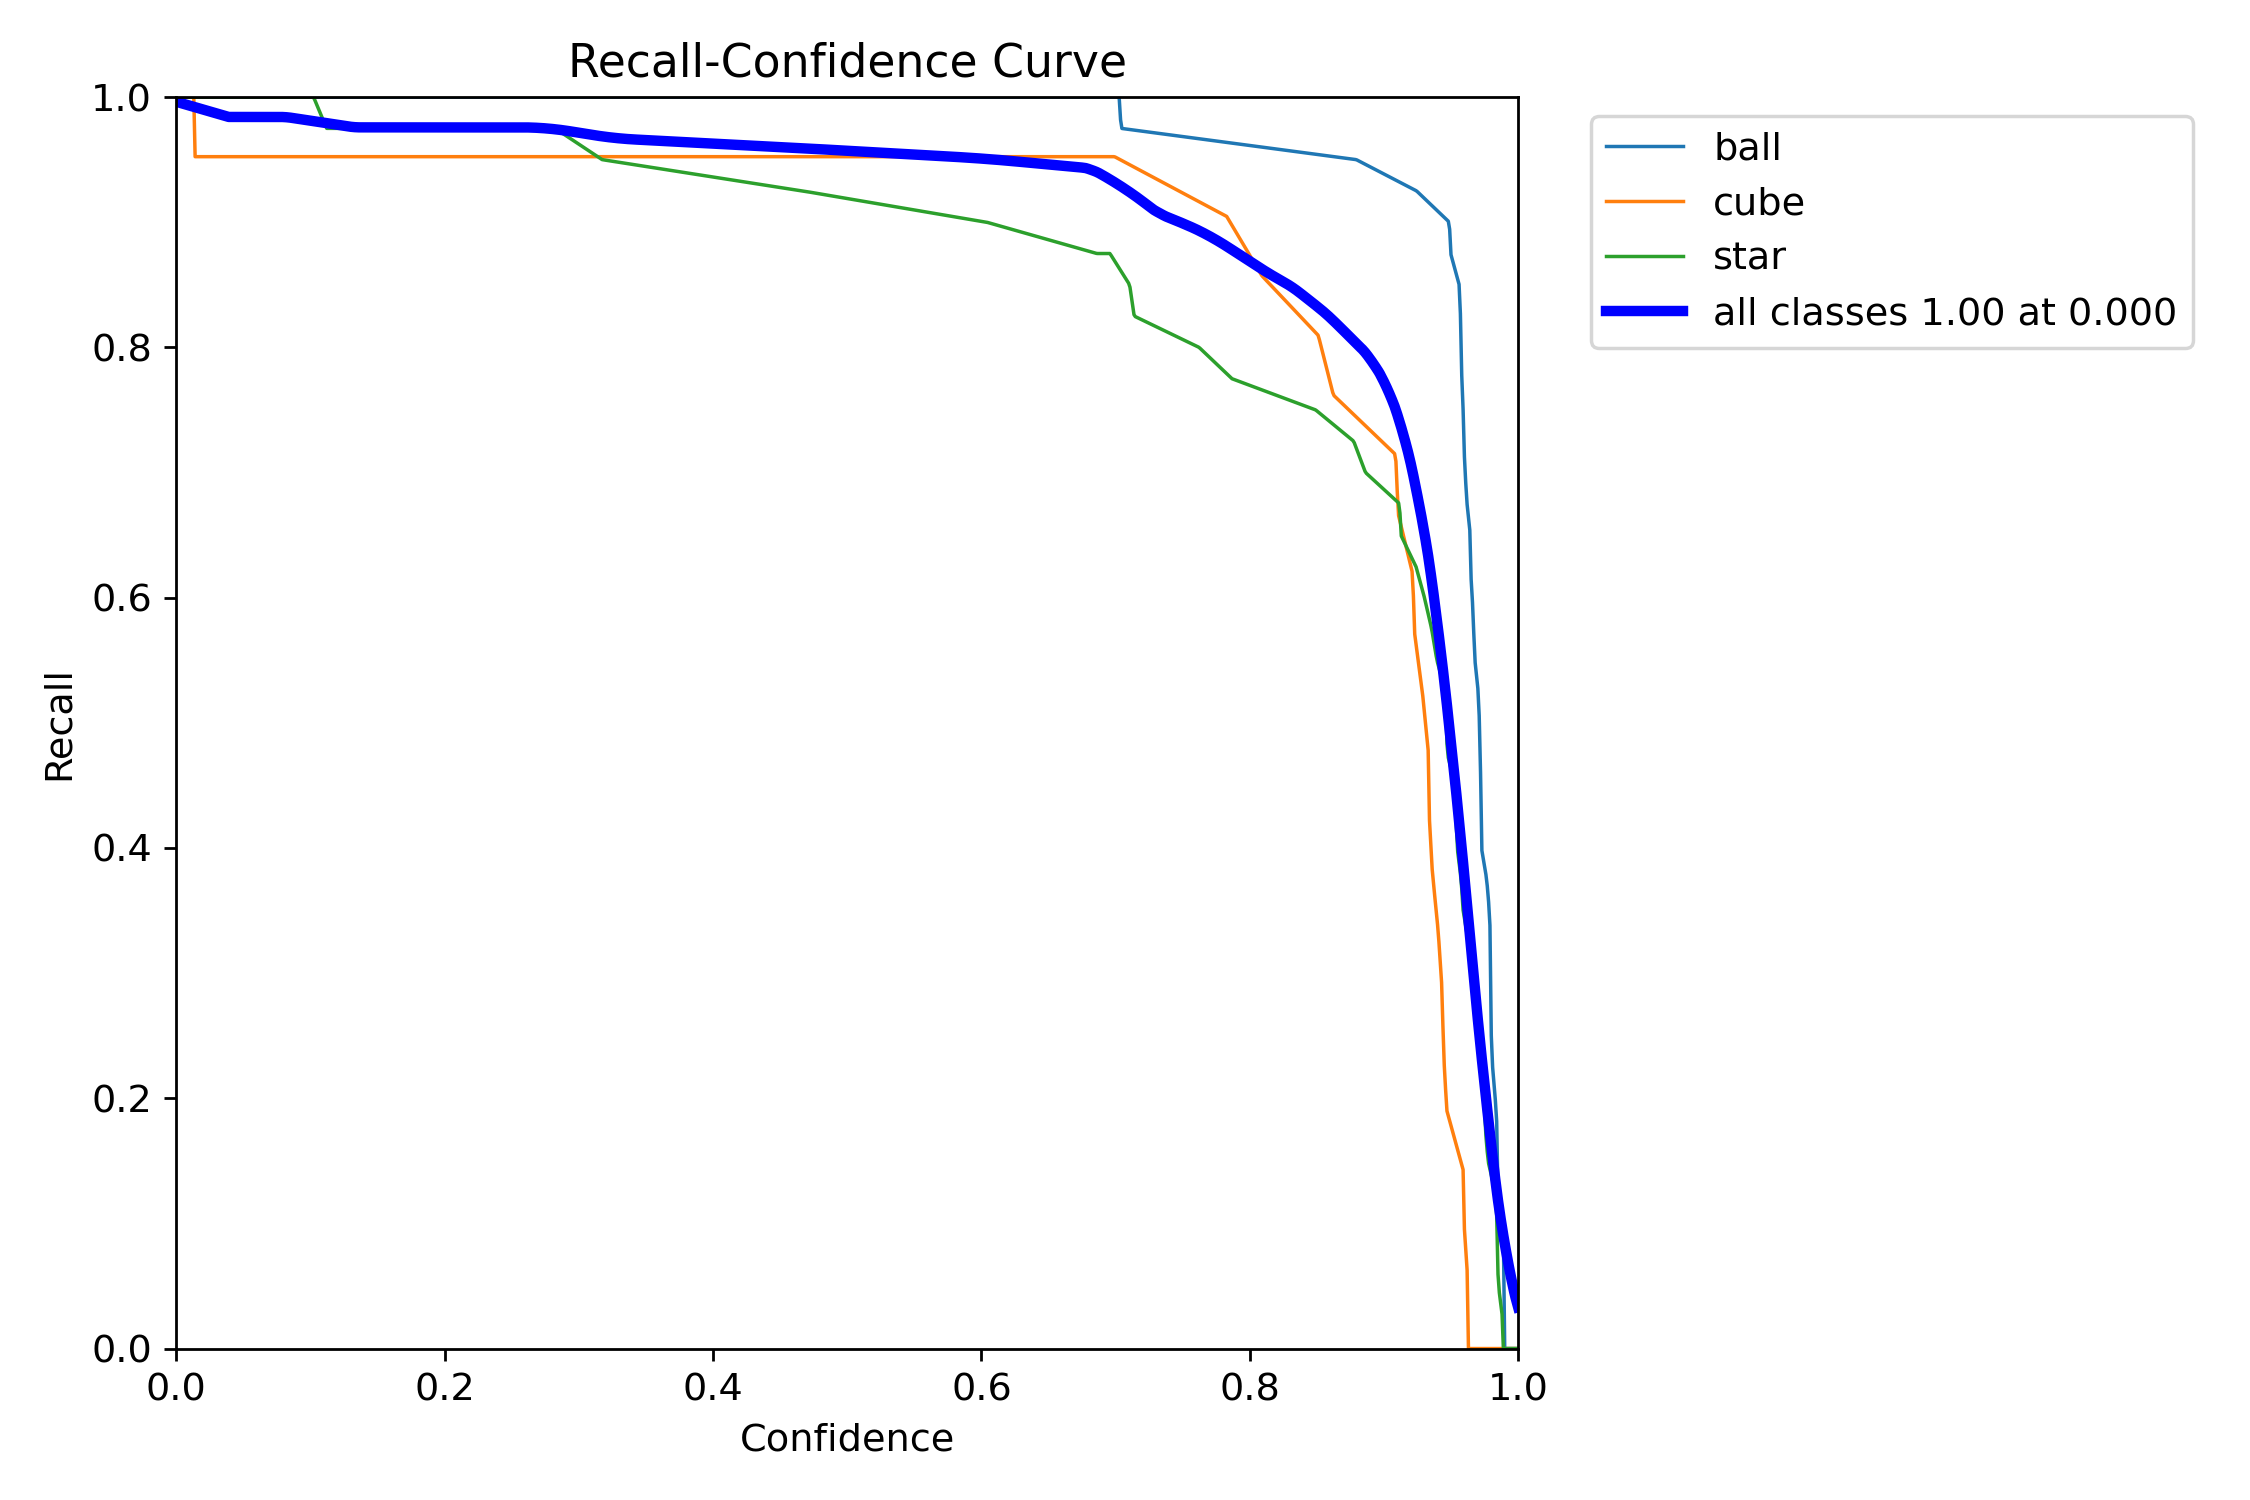 Recall-Confidence Curve
1.0
0.8
0.6
0.4
0.2
0.0
Recall
0.0 0.2 0.4 0.6 0.8 1.0
Confidence
ball
cube
star
all classes 1.00 at 0.000